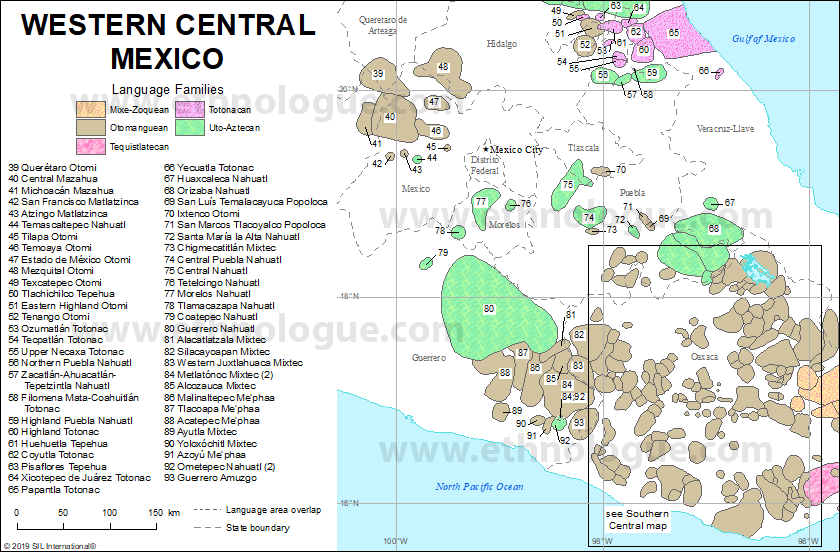 WESTERN CENTRAL
MEXICO
Language Families
Mixe-Zoquean
Otomanguean
Tequistlatecan
Totonacan
Uto-Aztecan
39 Querétaro Otomi
40 Central Mazahua
41 Michoacán Mazahua
42 San Francisco Matlatzinca
43 Atzingo Matlatzinca
44 Temascaltepec Nahuatl
45 Tilapa Otomi
46 Temoaya Otomi
47 Estado de México Otomi
48 Mezquital Otomi
49 Texcatepec Otomi
50 Tlachichilco Tepehua
51 Eastern Highland Otomi
52 Tenango Otomi
53 Ozumatlán Totonac
54 Tecpatlán Totonac
55 Upper Necaxa Totonac
56 Northern Puebla Nahuatl
57 Zacatlán-Ahuacatlán-
Tepetzintla Nahuatl
58 Filomena Mata-Coahuitlán
Totonac
59 Highland Puebla Nahuatl
60 Highland Totonac
61 Huehuetla Tepehua
62 Coyutla Totonac
63 Pisaflores Tepehua
64 Xicotepec de Juárez Totonac
65 Papantla Totonac
66 Yecuatla Totonac
67 Huaxcaleca Nahuatl
68 Orizaba Nahuatl
69 San Luís Temalacayuca Popoloca
70 Ixtenco Otomi
71 San Marcos Tlacoyalco Popoloca
72 Santa María la Alta Nahuatl
73 Chigmecatitlán Mixtec
74 Central Puebla Nahuatl
75 Central Nahuatl
76 Tetelcingo Nahuatl
77 Morelos Nahuatl
78 Tlamacazapa Nahuatl
79 Coatepec Nahuatl
80 Guerrero Nahuatl
81 Alacatlatzala Mixtec
82 Silacayoapan Mixtec
83 Western Juxtlahuaca Mixtec
84 Metlatónoc Mixtec (2)
85 Alcozauca Mixtec
86 Malinaltepec Me'phaa
87 Tlacoapa Me'phaa
88 Acatepec Me'phaa
89 Ayutla Mixtec
90 Yoloxóchitl Mixtec
91 Azoyú Me'phaa
92 Ometepec Nahuatl (2)
93 Guerrero Amuzgo
0 50 100 150 km
Language area overlap
State boundary
© 2019 SIL International®
Querétaro de
Arteaga
Hidalgo
Gulf of Mexico
Veracruz-Llave
Tlaxcala
Mexico City
Distrito
Federal
Mexico
Morelos
Puebla
Guerrero
Oaxaca
North Pacific Ocean
see Southern
Central map
20°N
18°N
16°N
100°W
98°W
96°W
49
50
51
52
53
54
55
56
57
58
59
60
61
62
63
64
65
66
39
40
41
42
43
44
45
46
47
48
67
68
69
70
71
72
73
74
75
76
77
78
79
80
81
82
83
84
84,92
85
86
87
88
89
90
91
92
93
www.ethnologue.com
www.ethnologue.com
www.ethnologue.com
www.ethnologue.com
www.ethnologue.com